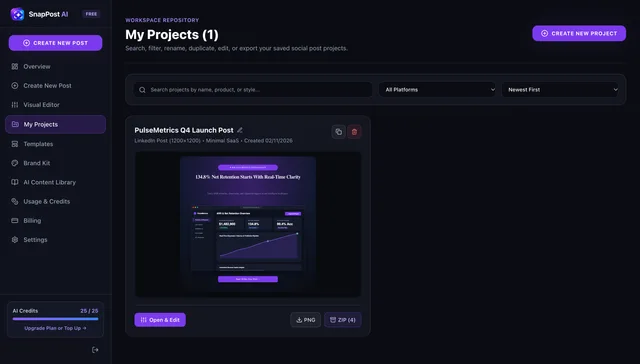 SnapPost AI
FREE
CREATE NEW POST
Overview
Create New Post
Visual Editor
My Projects
Templates
Brand Kit
AI Content Library
Usage & Credits
Billing
Settings
AI Credits
25 / 25
Upgrade Plan or Top Up →
WORKSPACE REPOSITORY
My Projects (1)
Search, filter, rename, duplicate, edit, or export your saved social post projects.
CREATE NEW PROJECT
Search projects by name, product, or style...
All Platforms
Newest First
PulseMetrics Q4 Launch Post
LinkedIn Post (1200x1200) • Minimal SaaS • Created 02/11/2026
134.8% Net Retention Starts With Real-Time Clarity
134.8%
Open & Edit
PNG
ZIP (4)